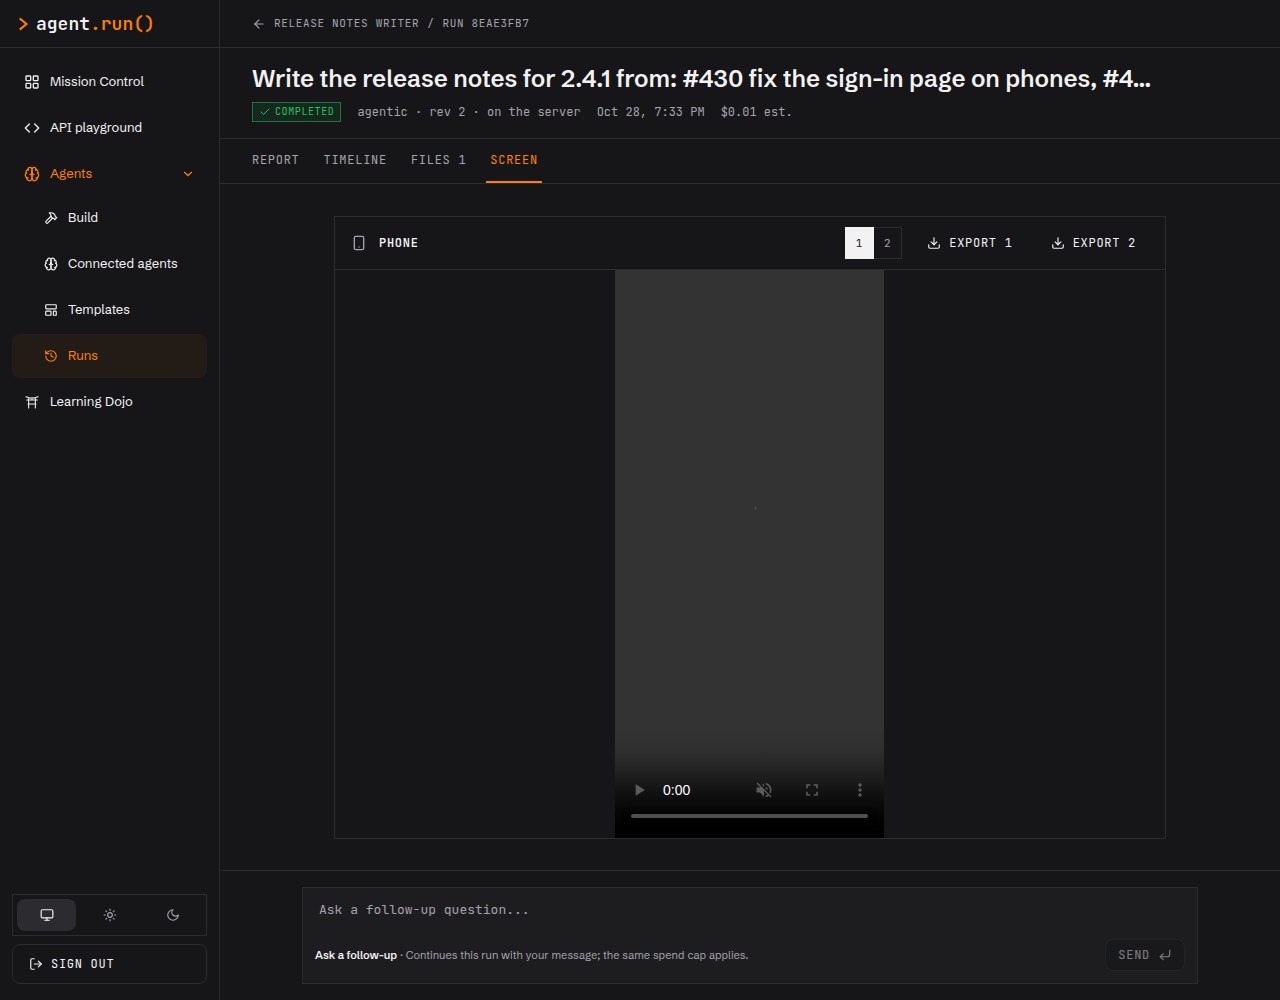 agent.run()
RELEASE NOTES WRITER / RUN 8EAE3FB7
Mission Control
API playground
Agents
Build
Connected agents
Templates
Runs
Learning Dojo
SIGN OUT
Write the release notes for 2.4.1 from: #430 fix the sign-in page on phones, #4...
COMPLETED agentic · rev 2 · on the server Oct 28, 7:33 PM $0.01 est.
REPORT TIMELINE FILES 1 SCREEN
PHONE 1 2 EXPORT 1 EXPORT 2
0:00
Ask a follow-up question...
Ask a follow-up · Continues this run with your message; the same spend cap applies. SEND